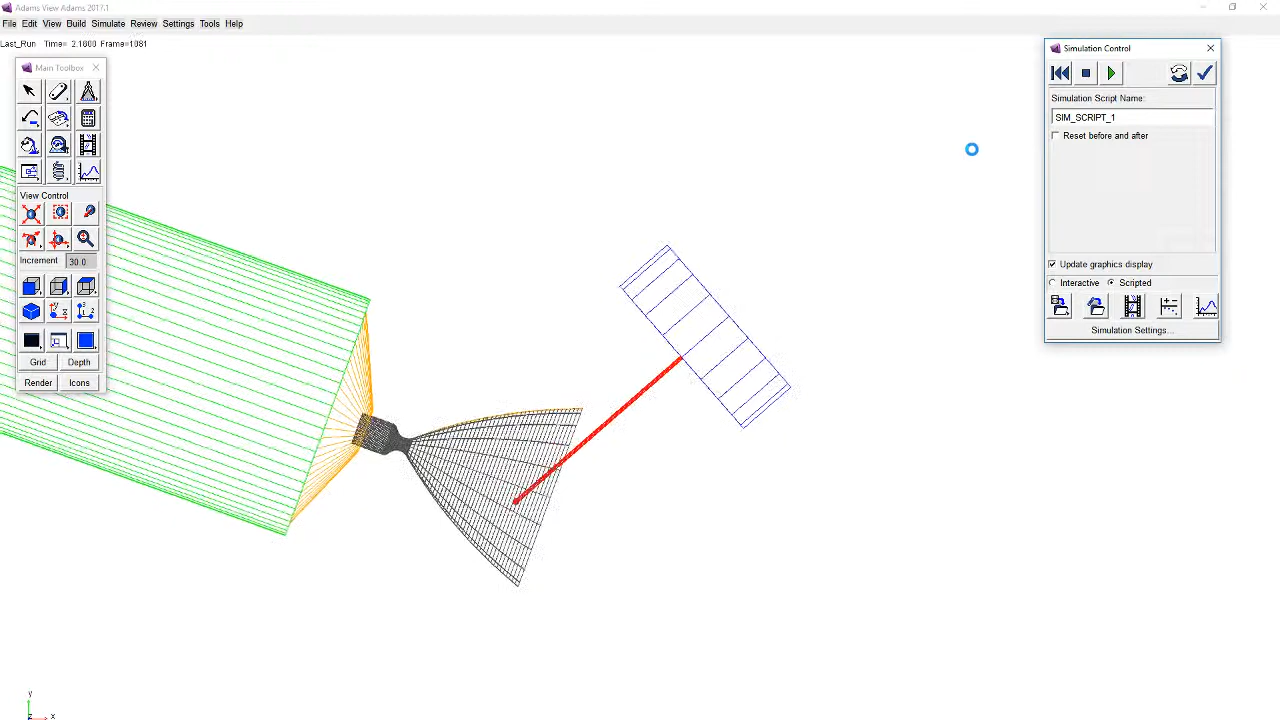 Adams View Adams 2017.1
File Edit View Build Simulate Review Settings Tools Help
Last_Run Time= 2.1600 Frame=1081
Main Toolbox
View Control
Increment 30.0
Grid Depth
Render Icons
Simulation Control
Simulation Script Name:
SIM_SCRIPT_1
Reset before and after
Update graphics display
Interactive Scripted
Simulation Settings...
y
z x